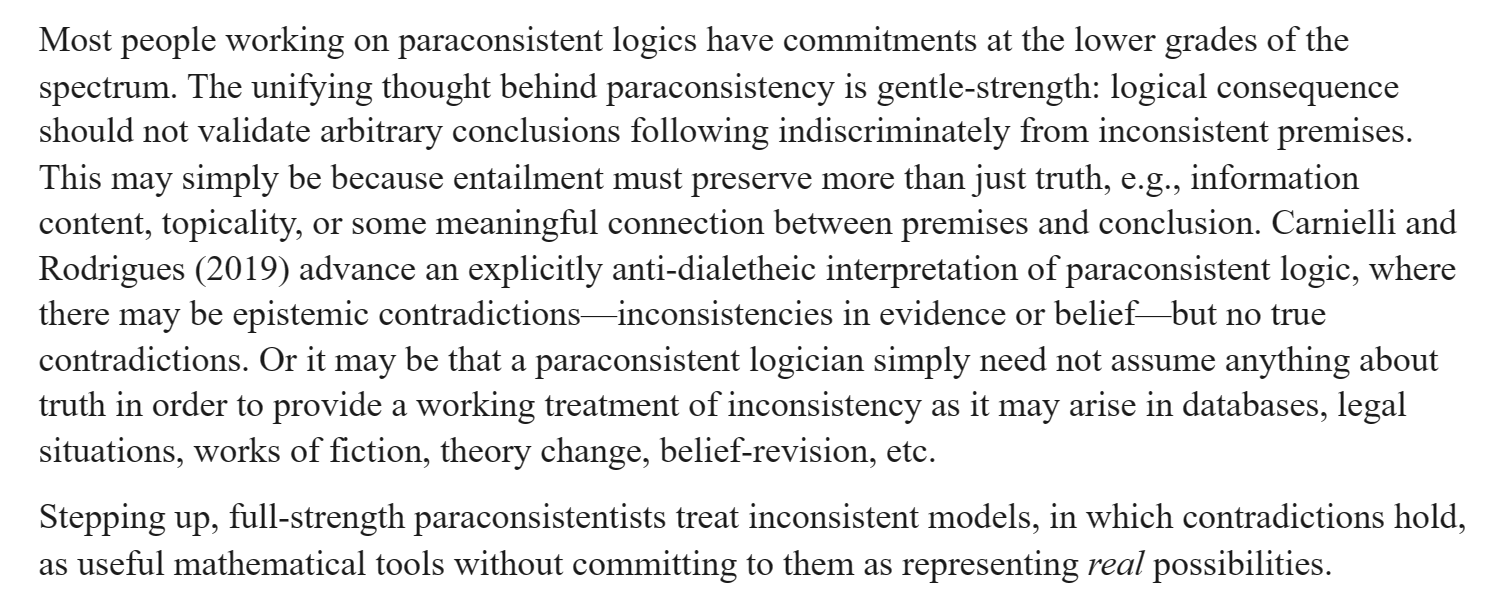 Most people working on paraconsistent logics have commitments at the lower grades of the
spectrum. The unifying thought behind paraconsistency is gentle-strength: logical consequence
should not validate arbitrary conclusions following indiscriminately from inconsistent premises.
This may simply be because entailment must preserve more than just truth, e.g., information
content, topicality, or some meaningful connection between premises and conclusion. Carnielli and
Rodrigues (2019) advance an explicitly anti-dialetheic interpretation of paraconsistent logic, where
there may be epistemic contradictions—inconsistencies in evidence or belief—but no true
contradictions. Or it may be that a paraconsistent logician simply need not assume anything about
truth in order to provide a working treatment of inconsistency as it may arise in databases, legal
situations, works of fiction, theory change, belief-revision, etc.
Stepping up, full-strength paraconsistentists treat inconsistent models, in which contradictions hold,
as useful mathematical tools without committing to them as representing real possibilities.